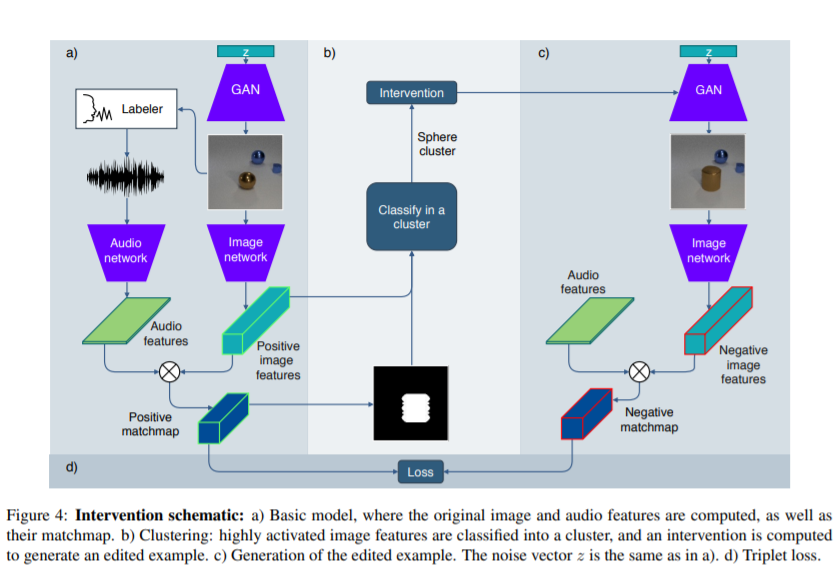 a)
z
GAN
Labeler
Audio
network
Image
network
Audio
features
Positive
image
features
Positive
matchmap
b)
Intervention
Sphere
cluster
Classify in a
cluster
c)
z
GAN
Image
network
Audio
features
Negative
image
features
Negative
matchmap
d)
Loss
Figure 4: Intervention schematic: a) Basic model, where the original image and audio features are computed, as well as
their matchmap. b) Clustering: highly activated image features are classified into a cluster, and an intervention is computed
to generate an edited example. c) Generation of the edited example. The noise vector z is the same as in a). d) Triplet loss.